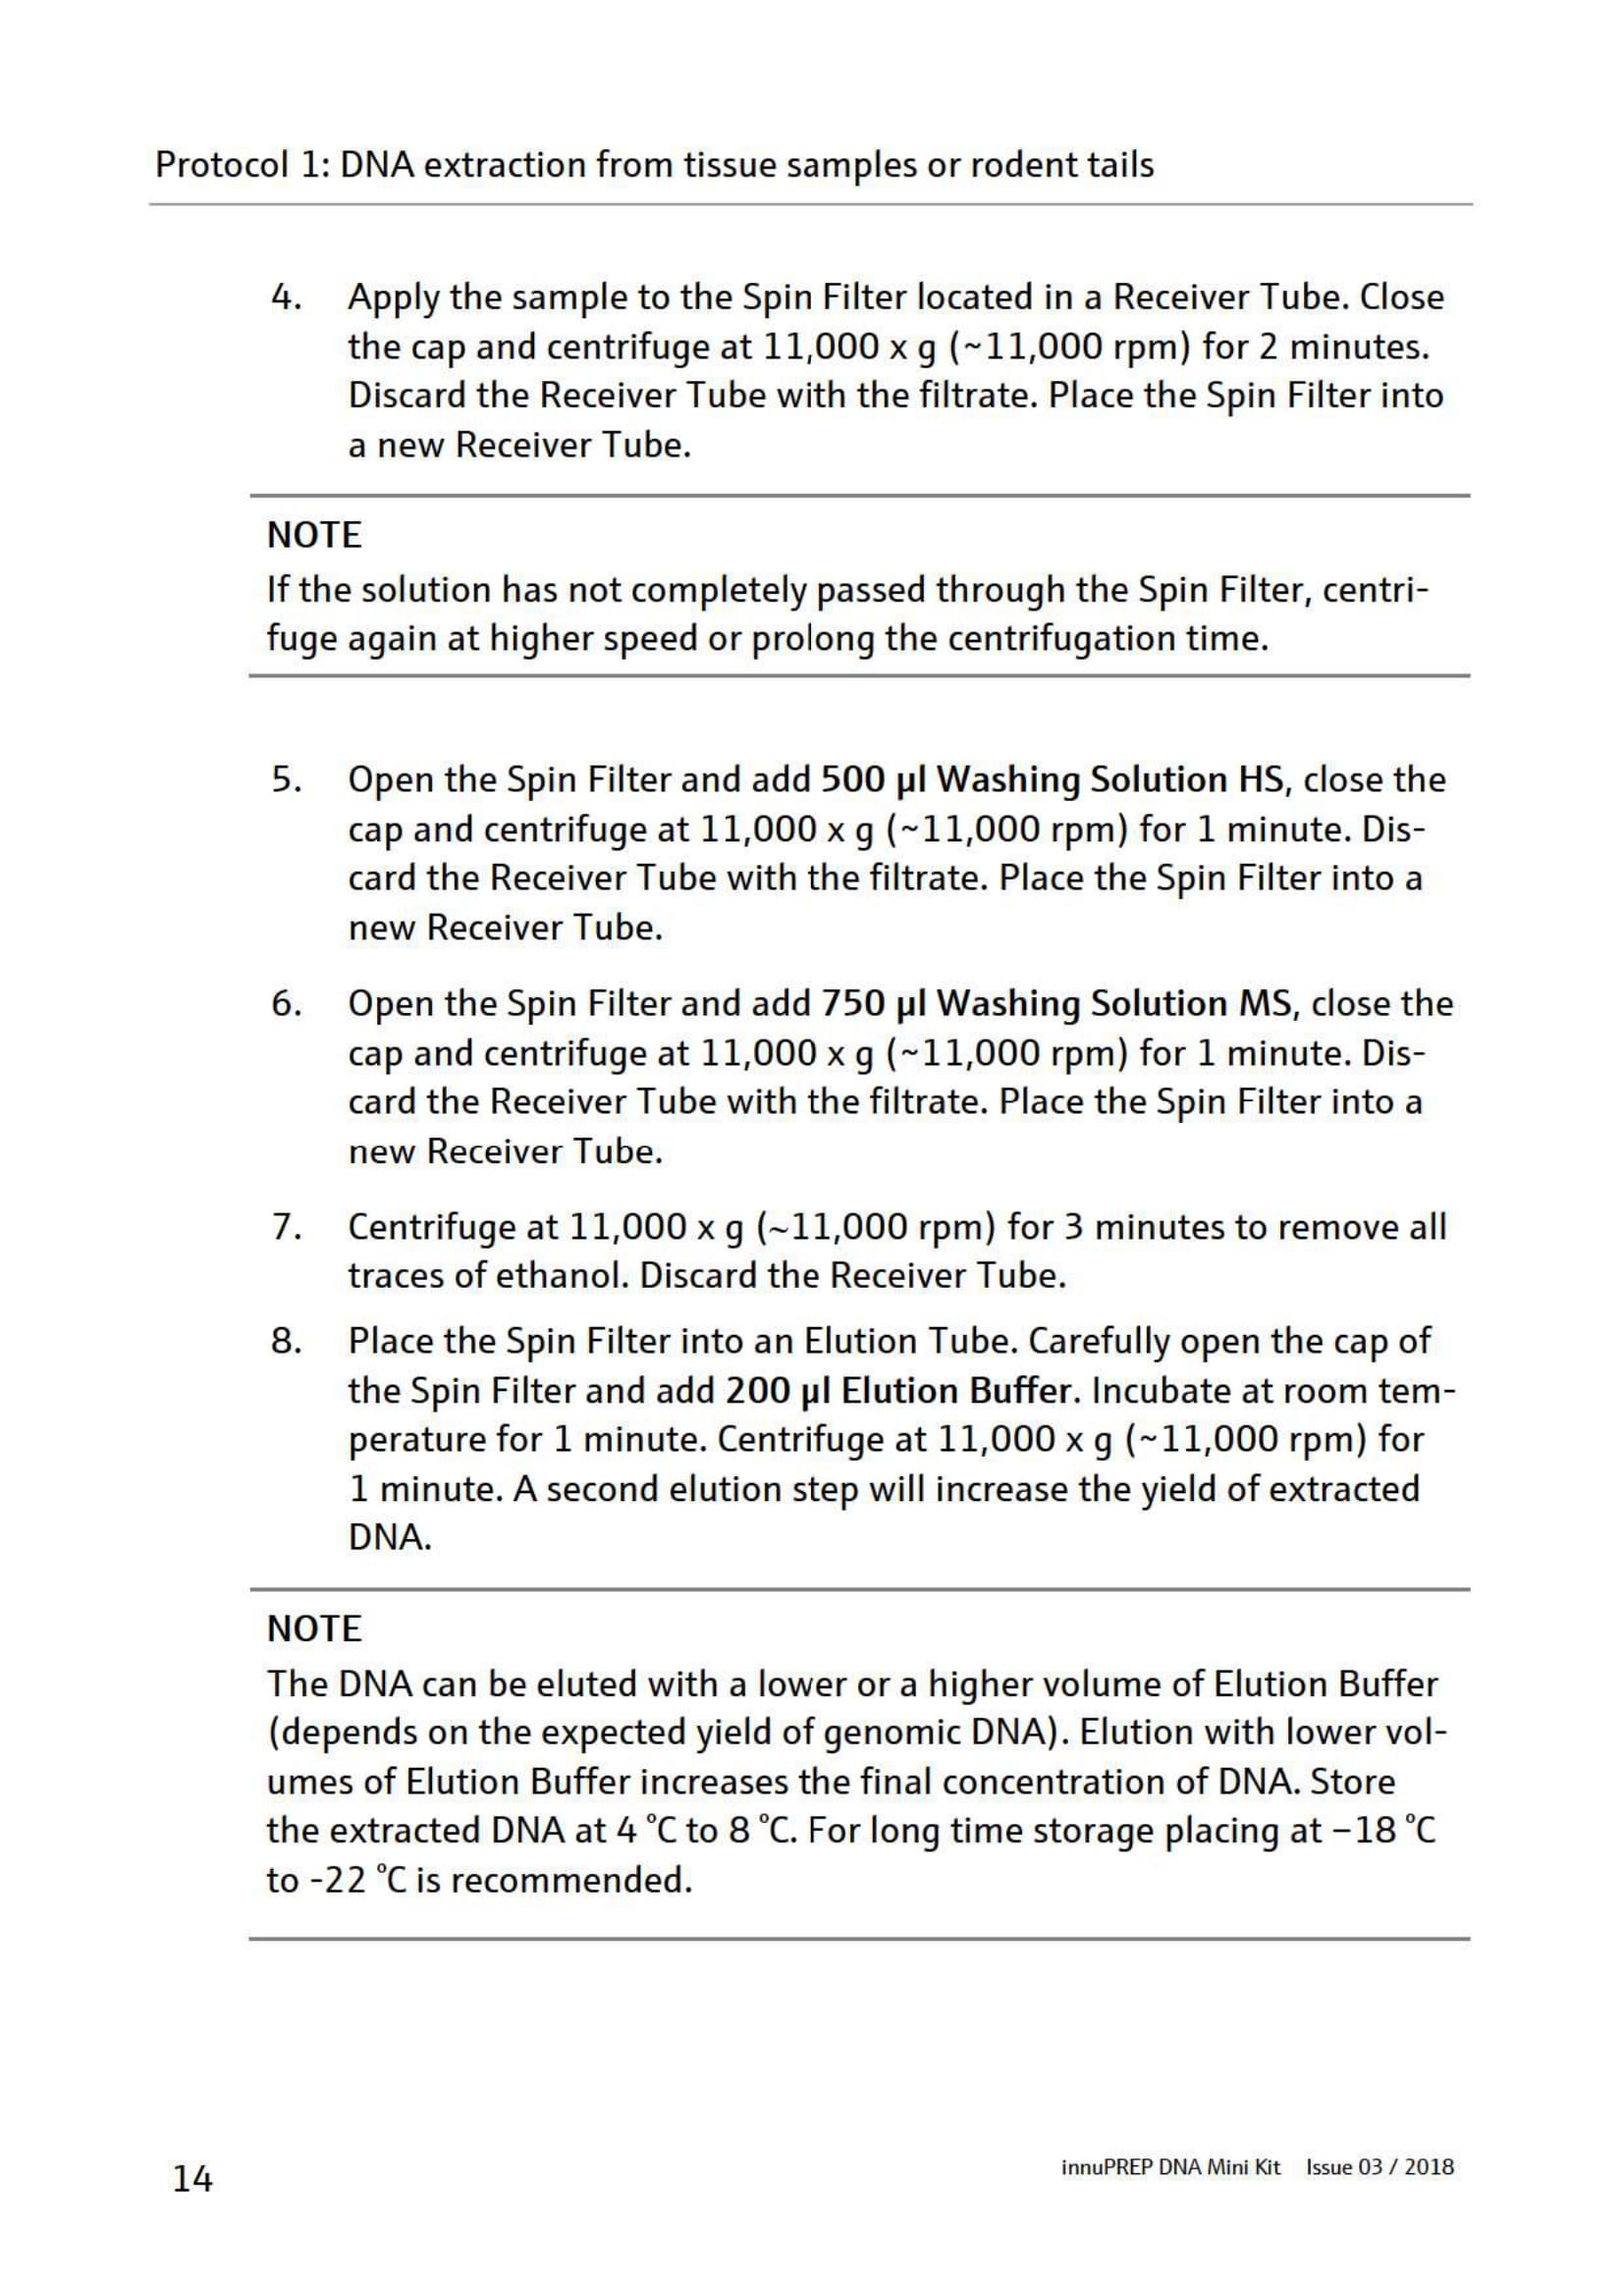 Protocol 1: DNA extraction from tissue samples or rodent tails
4. Apply the sample to the Spin Filter located in a Receiver Tube. Close
the cap and centrifuge at 11,000 x g (~11,000 rpm) for 2 minutes.
Discard the Receiver Tube with the filtrate. Place the Spin Filter into
a new Receiver Tube.
NOTE
If the solution has not completely passed through the Spin Filter, centri-
fuge again at higher speed or prolong the centrifugation time.
5. Open the Spin Filter and add 500 µl Washing Solution HS, close the
cap and centrifuge at 11,000 x g (~11,000 rpm) for 1 minute. Dis-
card the Receiver Tube with the filtrate. Place the Spin Filter into a
new Receiver Tube.
6. Open the Spin Filter and add 750 µl Washing Solution MS, close the
cap and centrifuge at 11,000 x g (~11,000 rpm) for 1 minute. Dis-
card the Receiver Tube with the filtrate. Place the Spin Filter into a
new Receiver Tube.
7. Centrifuge at 11,000 x g (~11,000 rpm) for 3 minutes to remove all
traces of ethanol. Discard the Receiver Tube.
8. Place the Spin Filter into an Elution Tube. Carefully open the cap of
the Spin Filter and add 200 µl Elution Buffer. Incubate at room tem-
perature for 1 minute. Centrifuge at 11,000 x g (~11,000 rpm) for
1 minute. A second elution step will increase the yield of extracted
DNA.
NOTE
The DNA can be eluted with a lower or a higher volume of Elution Buffer
(depends on the expected yield of genomic DNA). Elution with lower vol-
umes of Elution Buffer increases the final concentration of DNA. Store
the extracted DNA at 4 °C to 8 °C. For long time storage placing at −18 °C
to -22 °C is recommended.
14
innuPREP DNA Mini Kit Issue 03 / 2018